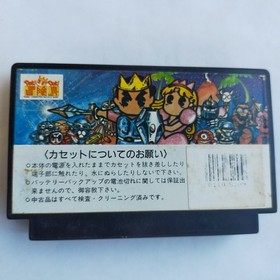 冒険島
〈カセットについてのお願い〉
○本体の電源を入れたままでカセットを抜き差ししたり
端子部に触れたり、水にぬらしたりしないで下さい。
○バッテリーバックアップの電池切れに関しては保証出
来ませんので、御容赦下さい。
○中古品はすべて検査・クリーニング済みです。